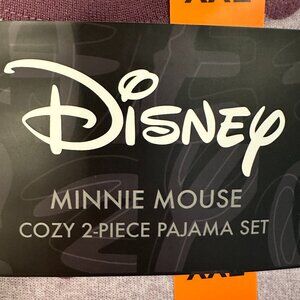 XXL
DISNEY
MINNIE MOUSE
COZY 2-PIECE PAJAMA SET
XXL